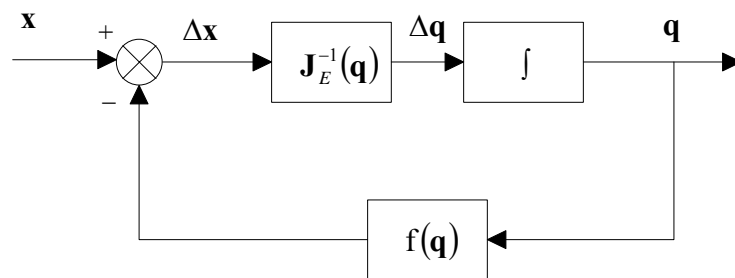 x
+
Δx
J_E^{-1}(q)
Δq
∫
q
−
f(q)